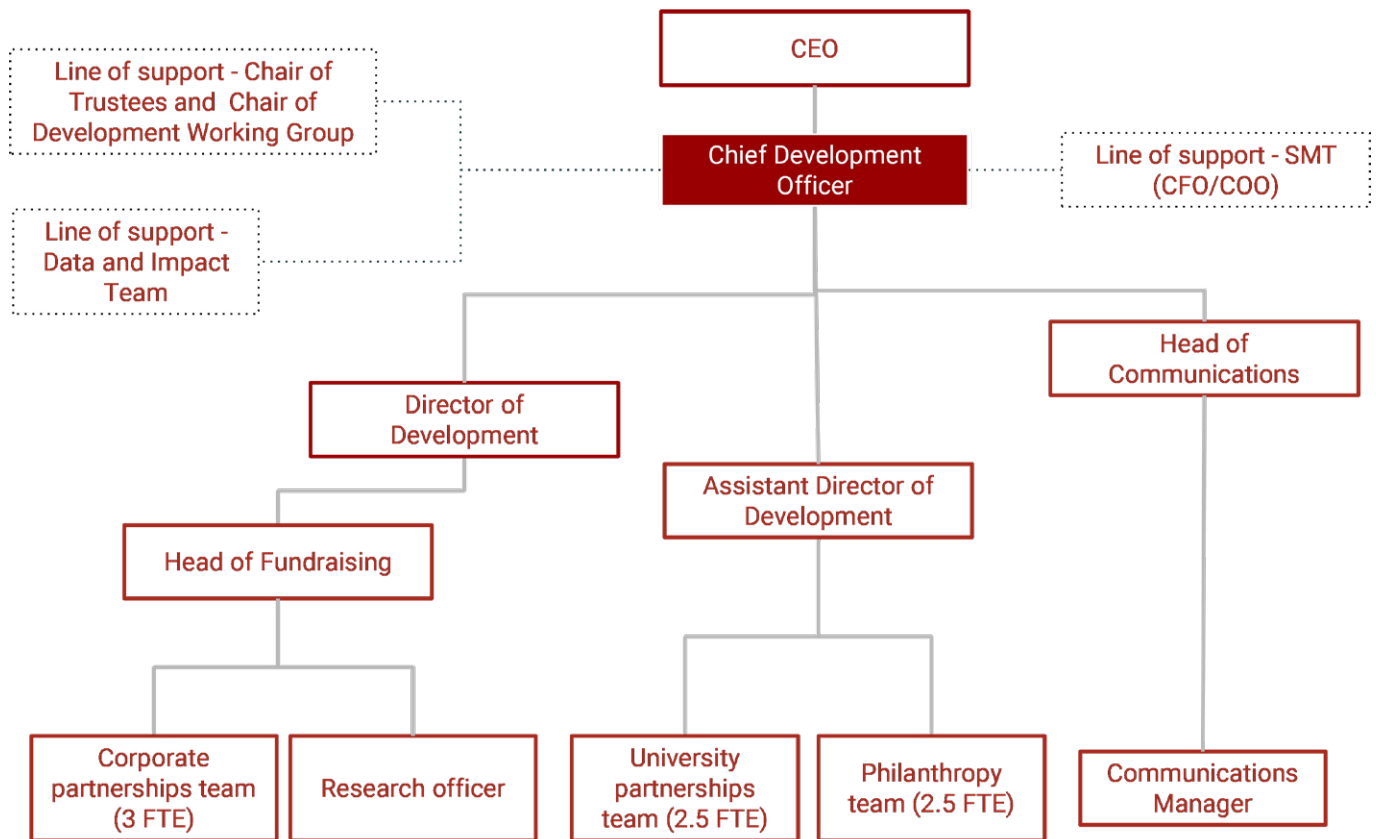 CEO
Line of support - Chair of
Trustees and Chair of
Development Working Group
Chief Development
Officer
Line of support - SMT
(CFO/COO)
Line of support -
Data and Impact
Team
Head of
Communications
Director of
Development
Assistant Director of
Development
Head of Fundraising
Corporate
partnerships team
(3 FTE)
Research officer
University
partnerships
team (2.5 FTE)
Philanthropy
team (2.5 FTE)
Communications
Manager